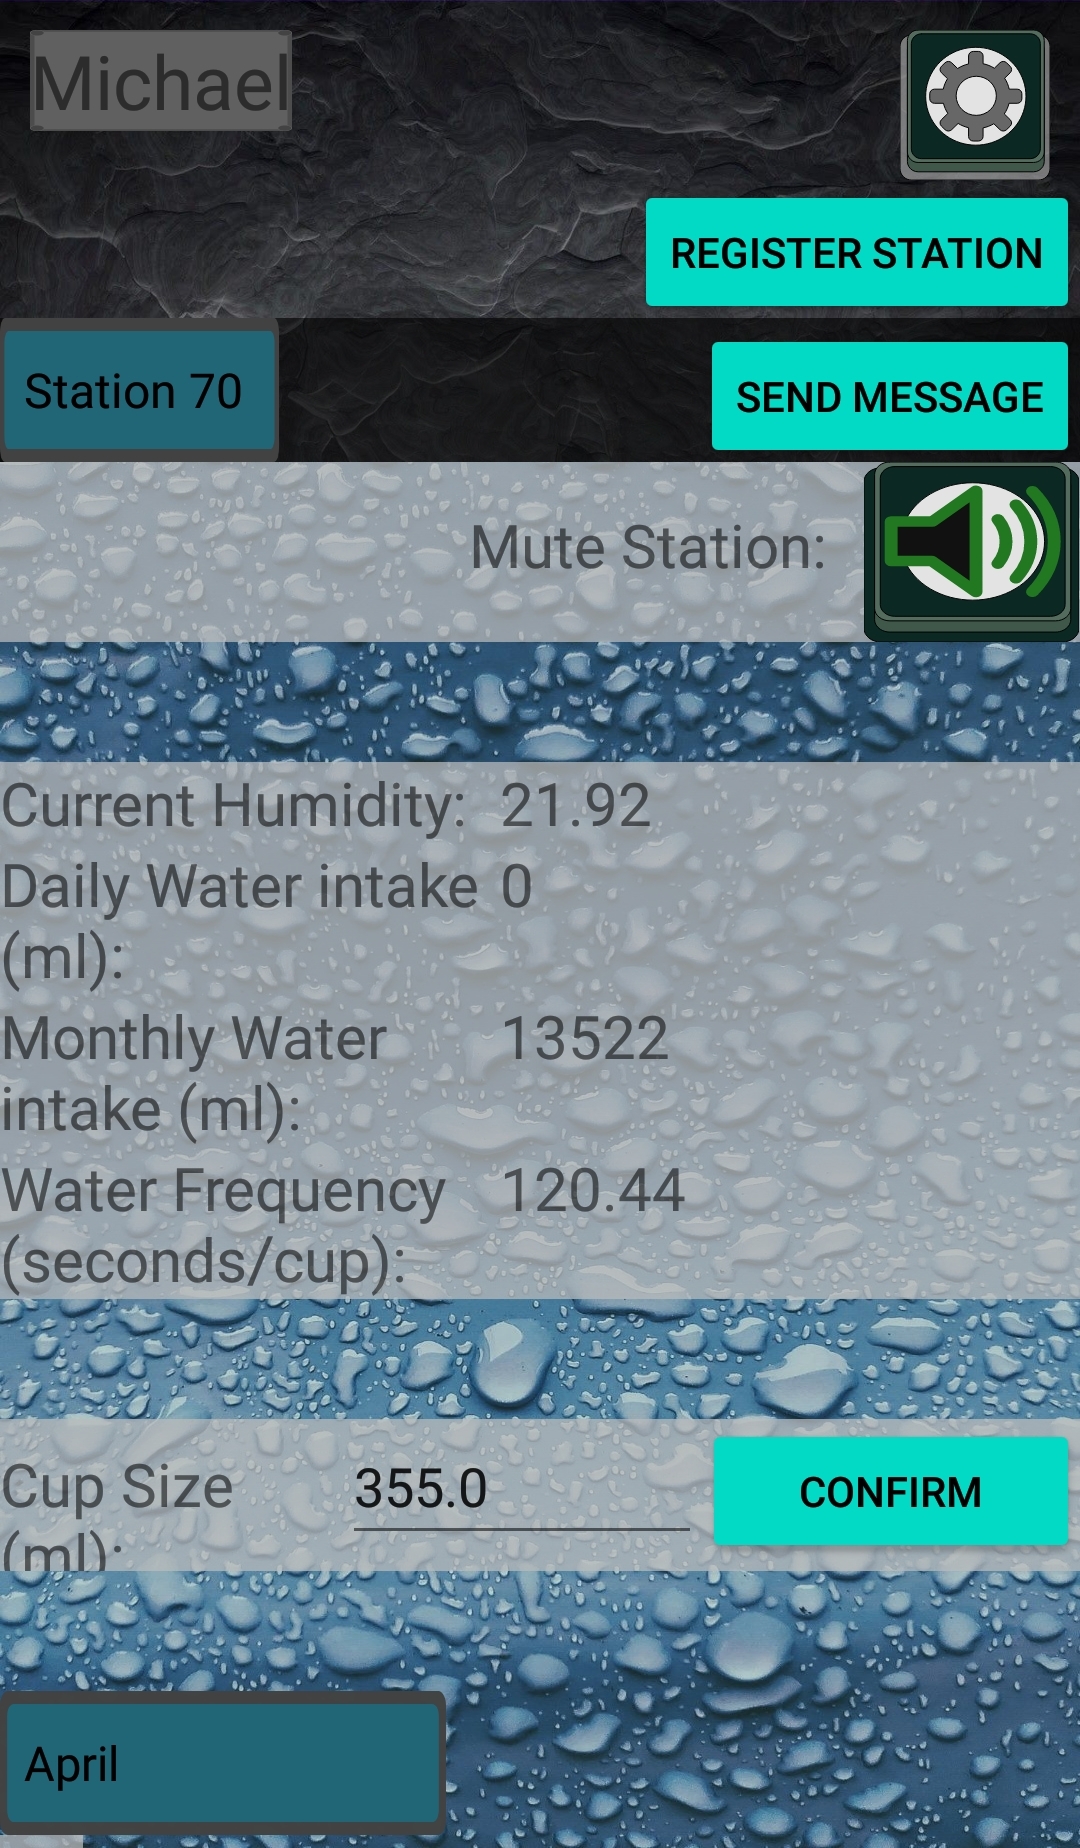 Michael
REGISTER STATION
Station 70
SEND MESSAGE
Mute Station:
Current Humidity: 21.92
Daily Water intake 0
(ml):
Monthly Water 13522
intake (ml):
Water Frequency 120.44
(seconds/cup):
Cup Size 355.0 CONFIRM
(ml):
April